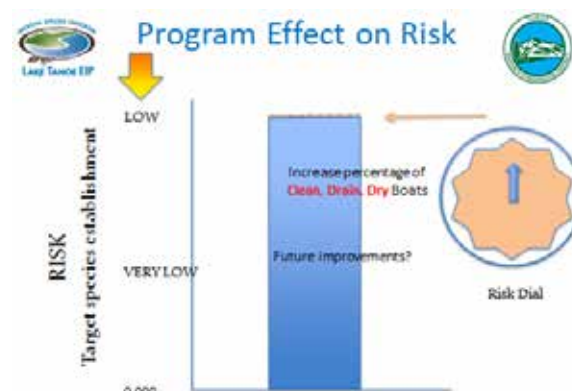 Program Effect on Risk
LAKE TAHOE EIP
LOW
Increase percentage of
Clean, Drain, Dry Boats
RISK
Target species establishment
VERY LOW
Future improvements?
Risk Dial